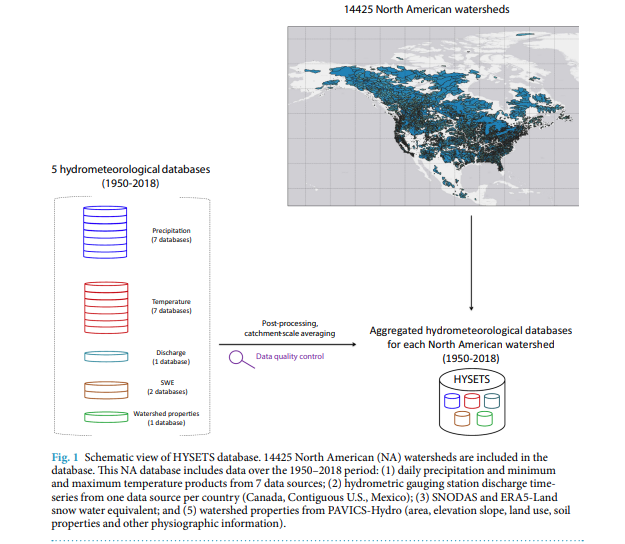 14425 North American watersheds
5 hydrometeorological databases
(1950-2018)
Precipitation
(7 databases)
Temperature
(7 databases)
Discharge
(1 database)
SWE
(2 databases)
Watershed properties
(1 database)
Post-processing,
catchment-scale averaging
Data quality control
Aggregated hydrometeorological databases
for each North American watershed
(1950-2018)
HYSETS
Fig. 1 Schematic view of HYSETS database. 14425 North American (NA) watersheds are included in the
database. This NA database includes data over the 1950–2018 period: (1) daily precipitation and minimum
and maximum temperature products from 7 data sources; (2) hydrometric gauging station discharge time-
series from one data source per country (Canada, Contiguous U.S., Mexico); (3) SNODAS and ERA5-Land
snow water equivalent; and (5) watershed properties from PAVICS-Hydro (area, elevation slope, land use, soil
properties and other physiographic information).